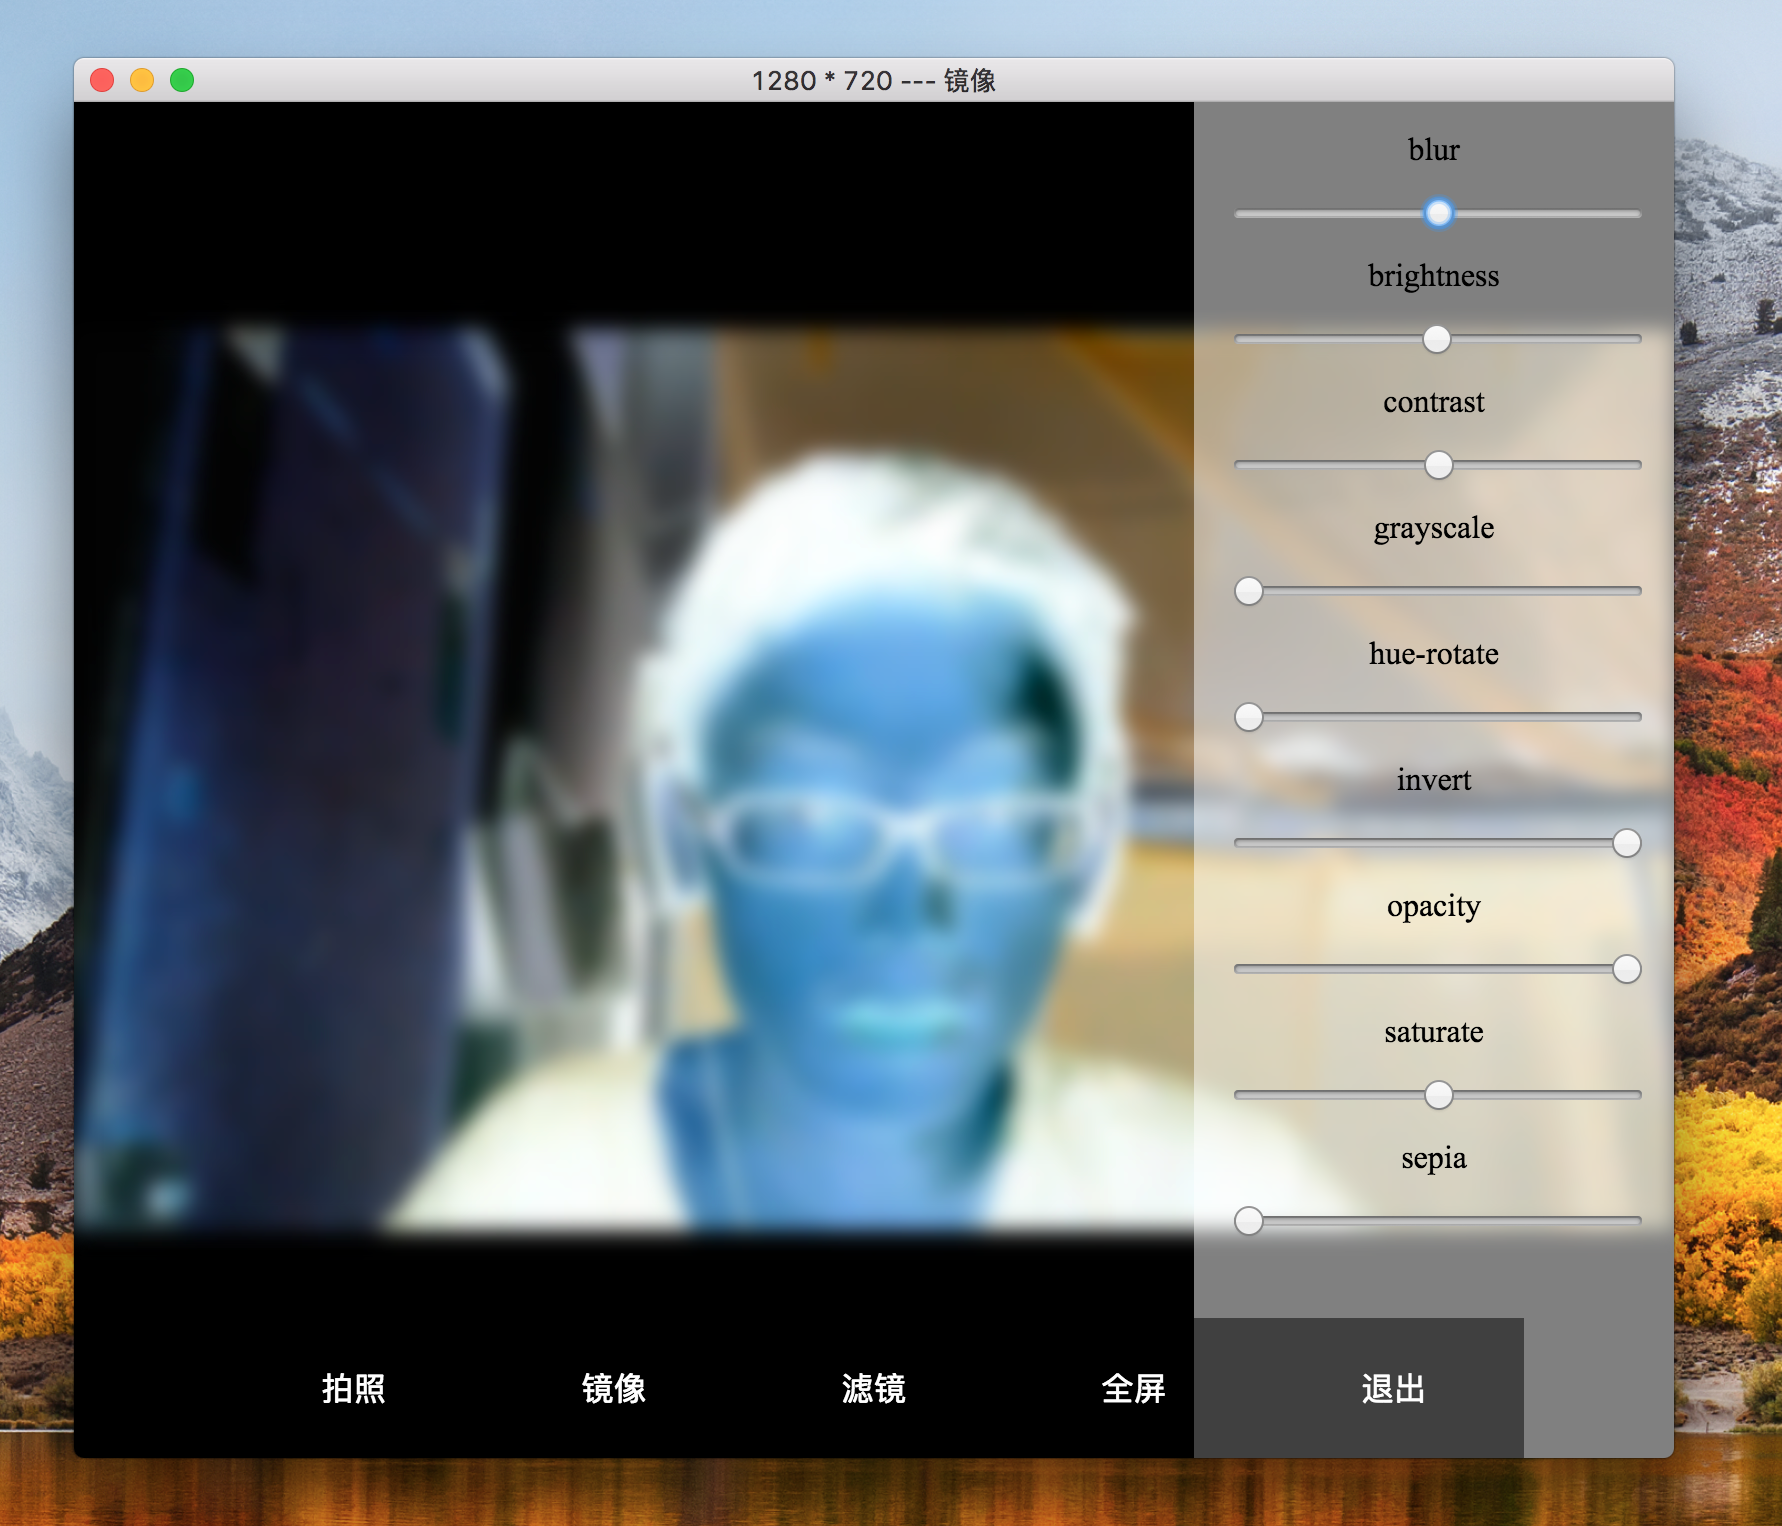 1280 * 720 --- 镜像
blur
brightness
contrast
grayscale
hue-rotate
invert
opacity
saturate
sepia
拍照 镜像 滤镜 全屏 退出